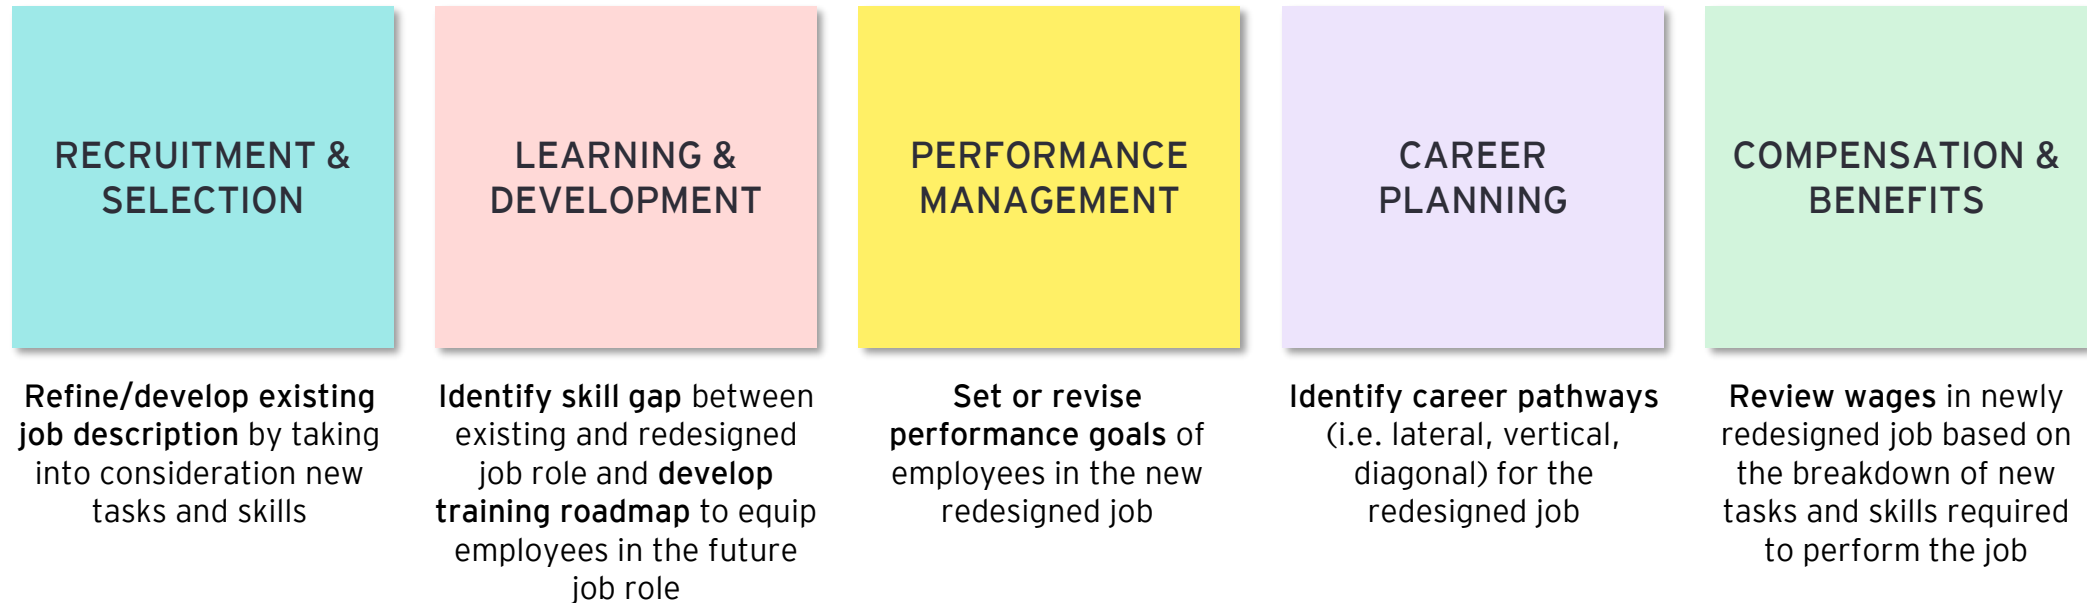 RECRUITMENT &
SELECTION
Refine/develop existing
job description by taking
into consideration new
tasks and skills
LEARNING &
DEVELOPMENT
Identify skill gap between
existing and redesigned
job role and develop
training roadmap to equip
employees in the future
job role
PERFORMANCE
MANAGEMENT
Set or revise
performance goals of
employees in the new
redesigned job
CAREER
PLANNING
Identify career pathways
(i.e. lateral, vertical,
diagonal) for the
redesigned job
COMPENSATION &
BENEFITS
Review wages in newly
redesigned job based on
the breakdown of new
tasks and skills required
to perform the job